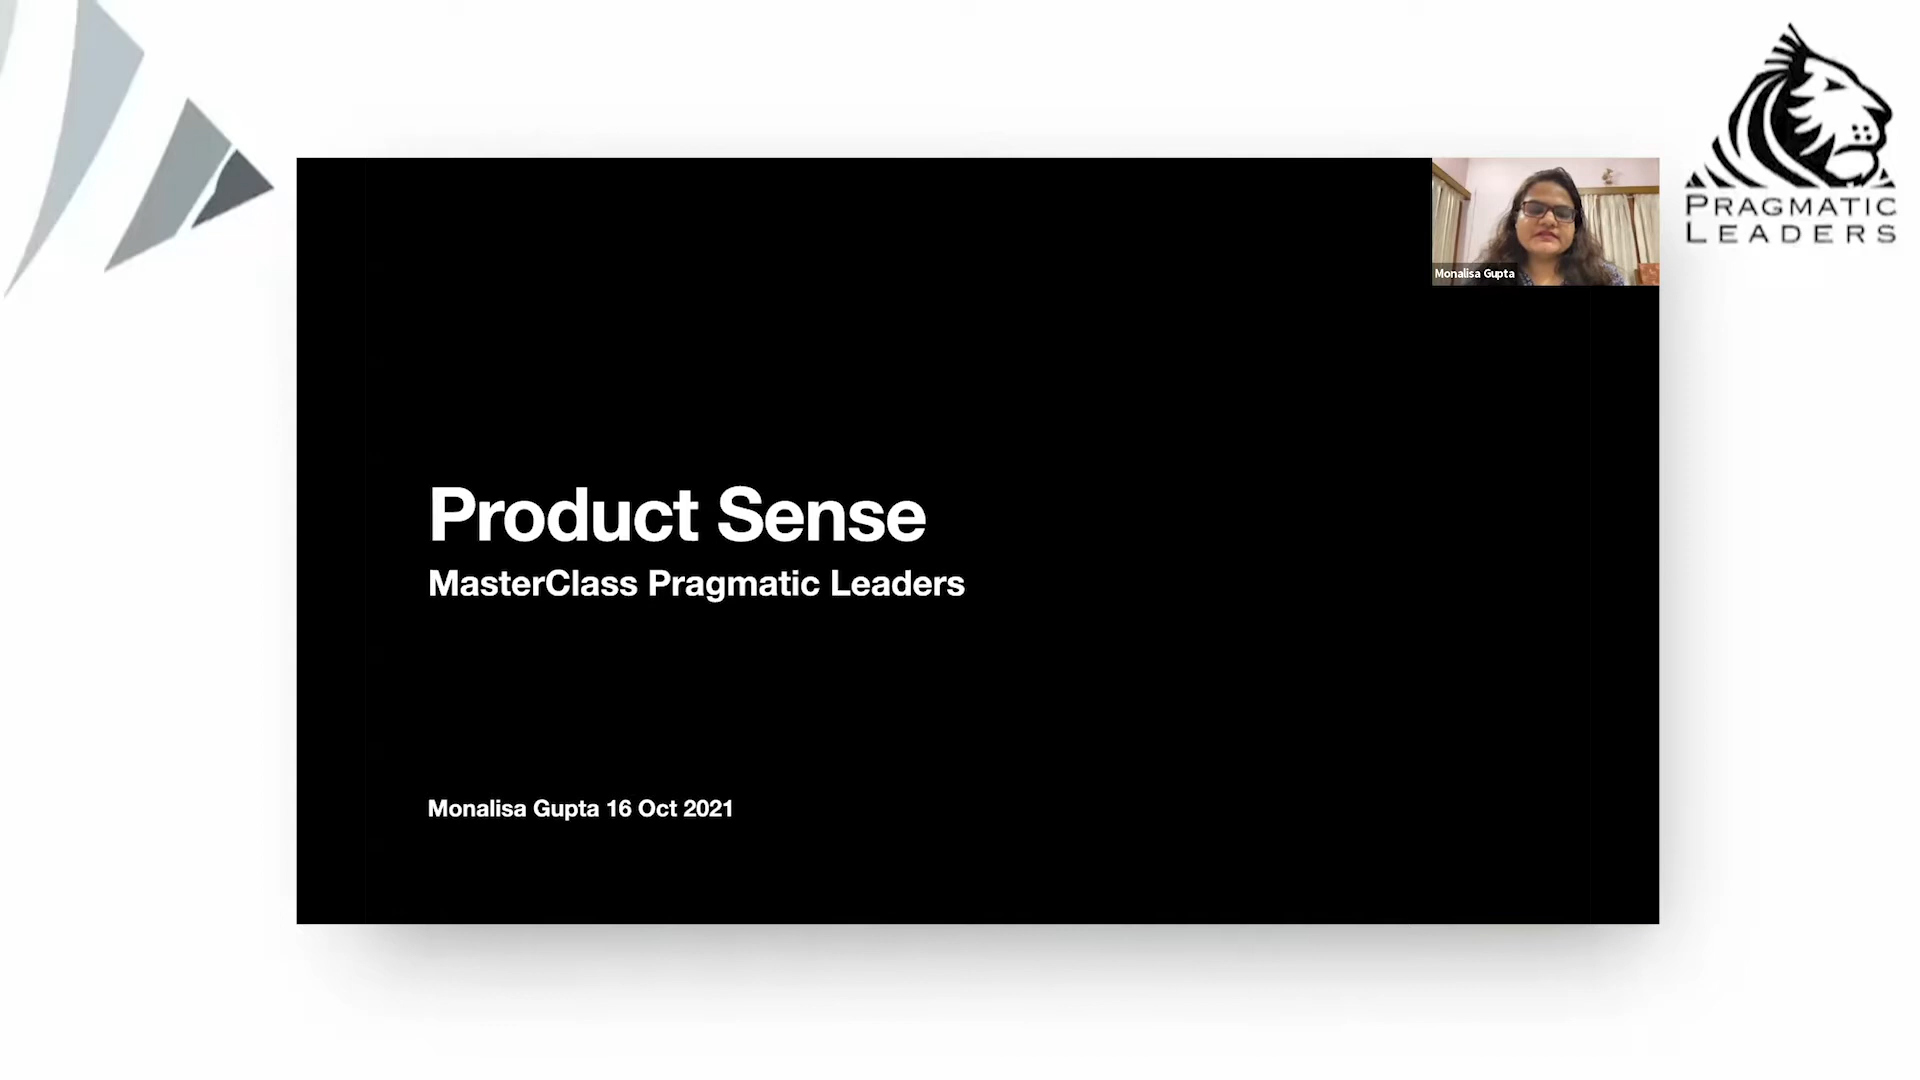 PRAGMATIC
LEADERS
Monalisa Gupta
Product Sense
MasterClass Pragmatic Leaders
Monalisa Gupta 16 Oct 2021